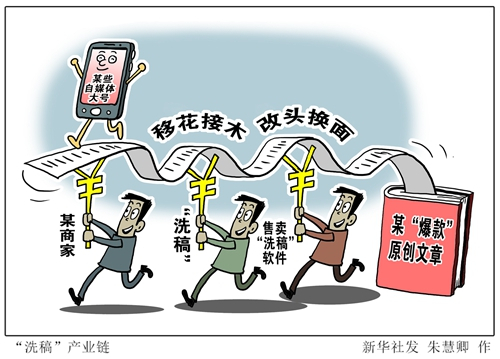 某些
自媒体
大号
移花接木 改头换面
某商家
“洗稿”
售卖
“洗稿”
软件
某“爆款”
原创文章
¥
¥
¥
“洗稿”产业链
新华社发 朱慧卿 作